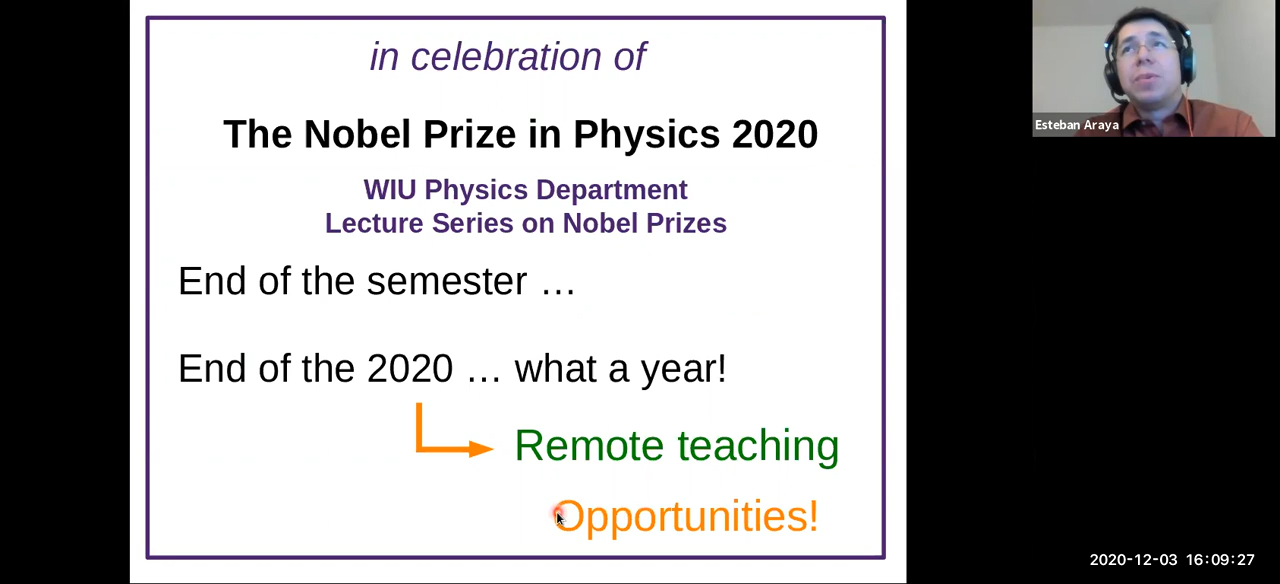 in celebration of
The Nobel Prize in Physics 2020
WIU Physics Department
Lecture Series on Nobel Prizes
End of the semester …
End of the 2020 … what a year!
Remote teaching
Opportunities!
Esteban Araya
2020-12-03 16:09:27